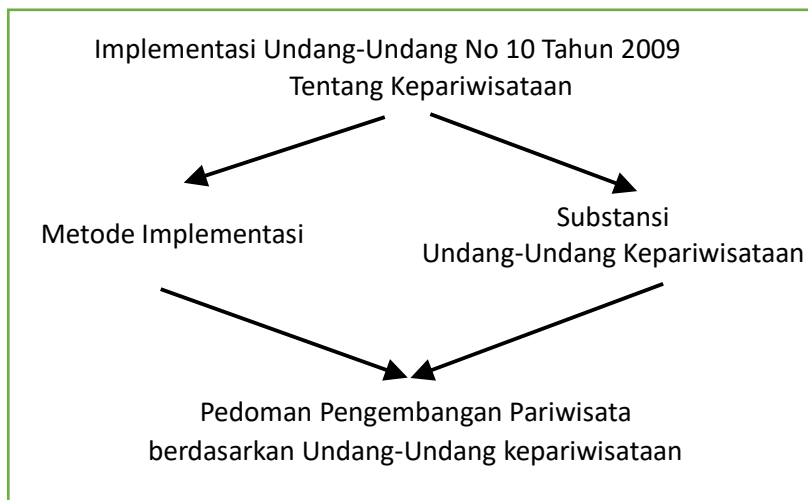 Implementasi Undang-Undang No 10 Tahun 2009
Tentang Kepariwisataan
Metode Implementasi
Substansi
Undang-Undang Kepariwisataan
Pedoman Pengembangan Pariwisata
berdasarkan Undang-Undang kepariwisataan